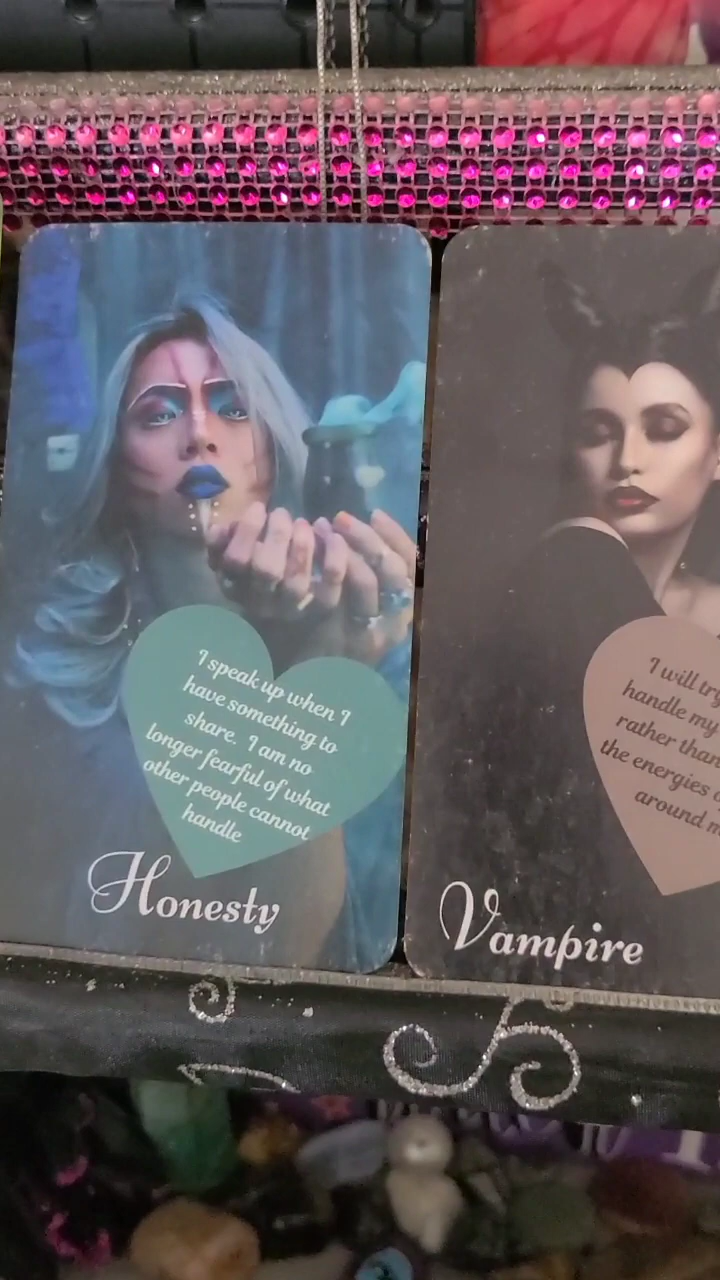 I speak up when I
have something to
share. I am no
longer fearful of what
other people cannot
handle
Honesty
I will try
handle my
rather than
the energies
around
Vampire